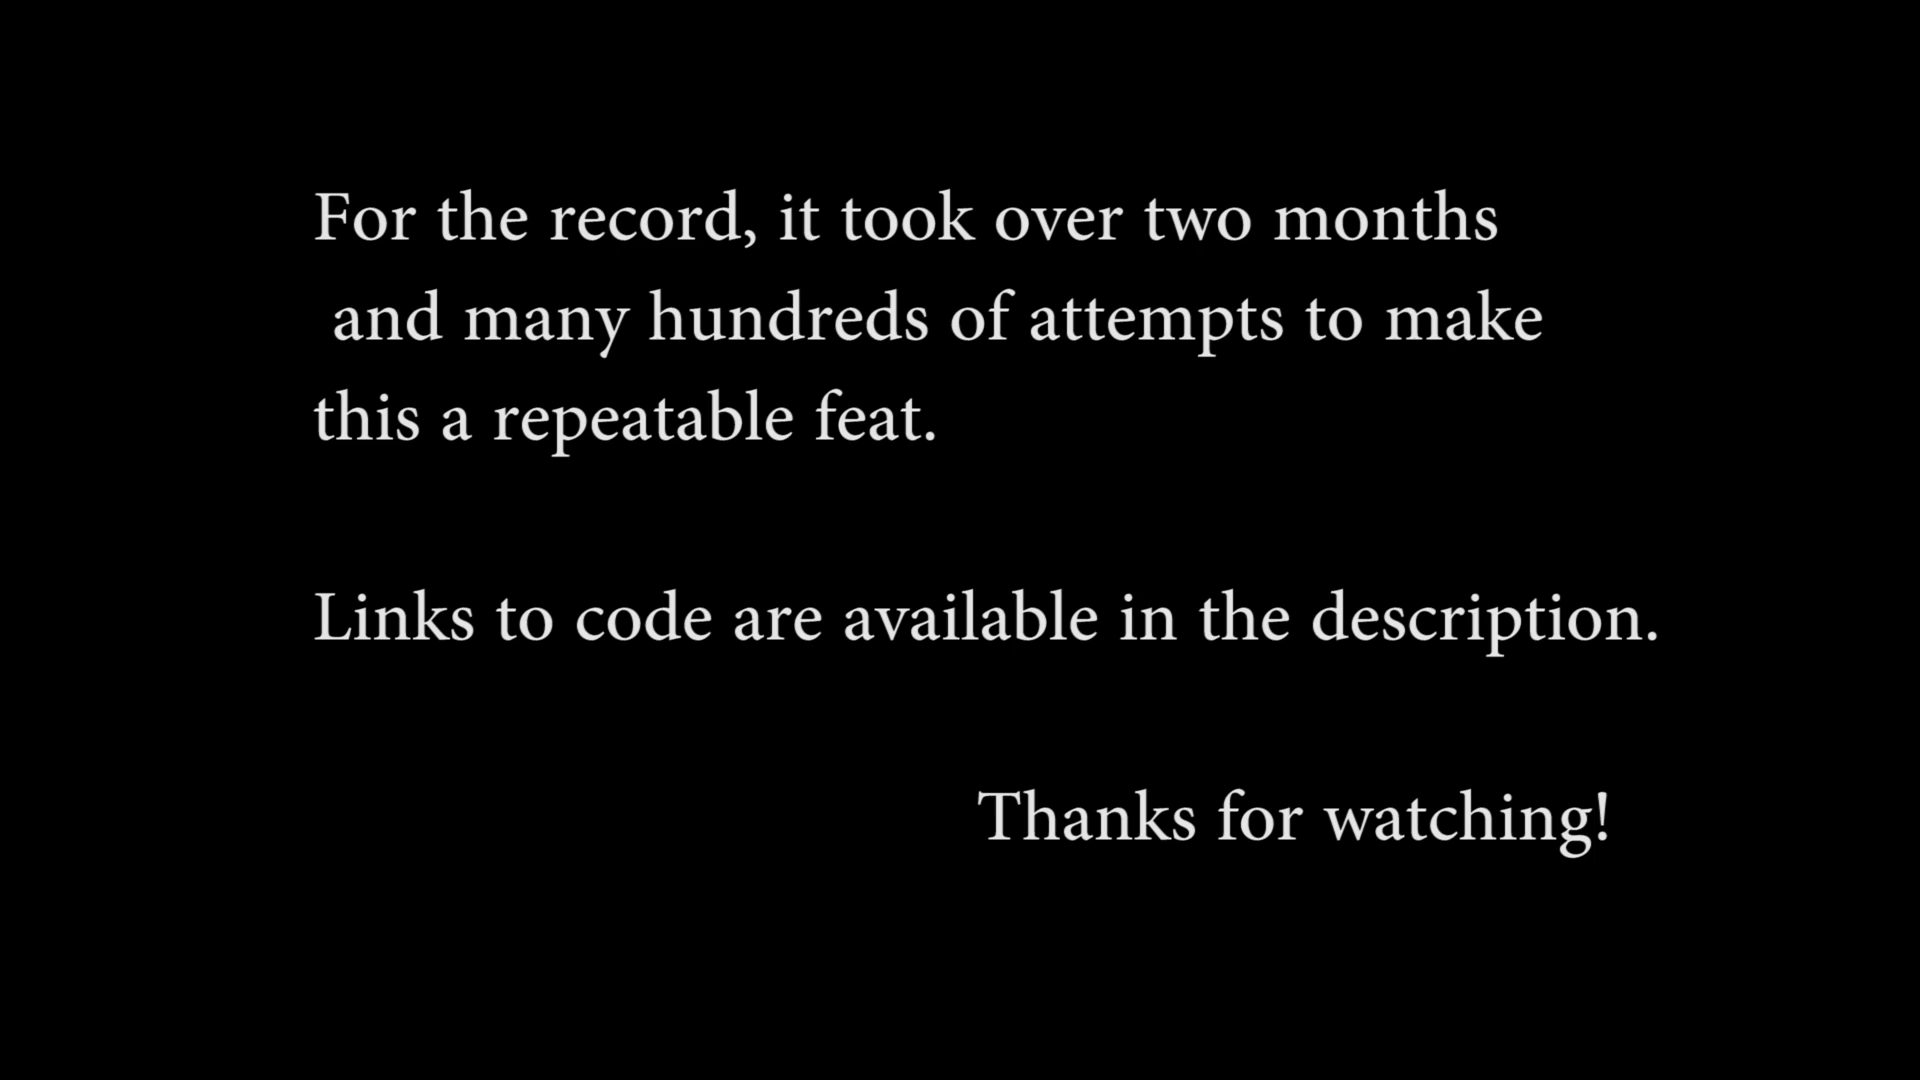 For the record, it took over two months
and many hundreds of attempts to make
this a repeatable feat.
Links to code are available in the description.
Thanks for watching!